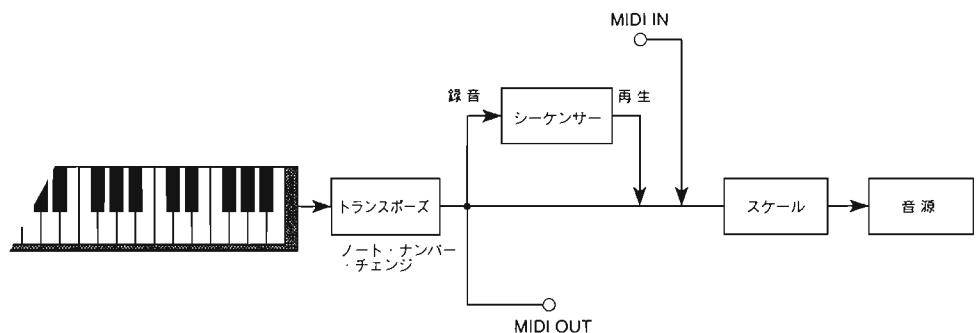 MIDI IN
録音
シーケンサー
再生
トランスポーズ
スケール
音源
ノート・ナンバー
・チェンジ
MIDI OUT